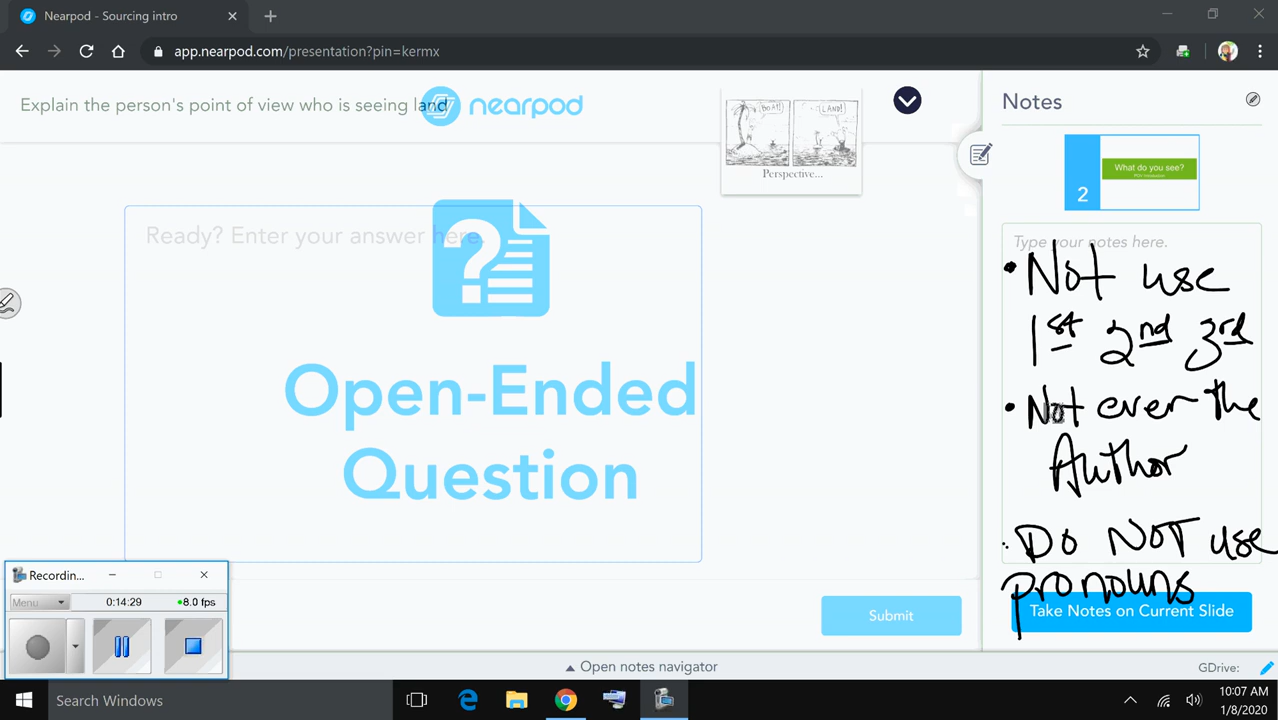 Nearpod - Sourcing intro
app.nearpod.com/presentation?pin=kermx
Explain the person's point of view who is seeing land
nearpod
BOAT!
LAND!
Perspective...
Ready? Enter your answer here.
Open-Ended
Question
Submit
Open notes navigator
Notes
What do you see?
2
Type your notes here.
• Not use
1st 2nd 3rd
• Not ever the
Author
. Do NOT use
pronouns
Take Notes on Current Slide
GDrive:
Recordin...
Menu
0:14:29
8.0 fps
Search Windows
10:07 AM
1/8/2020